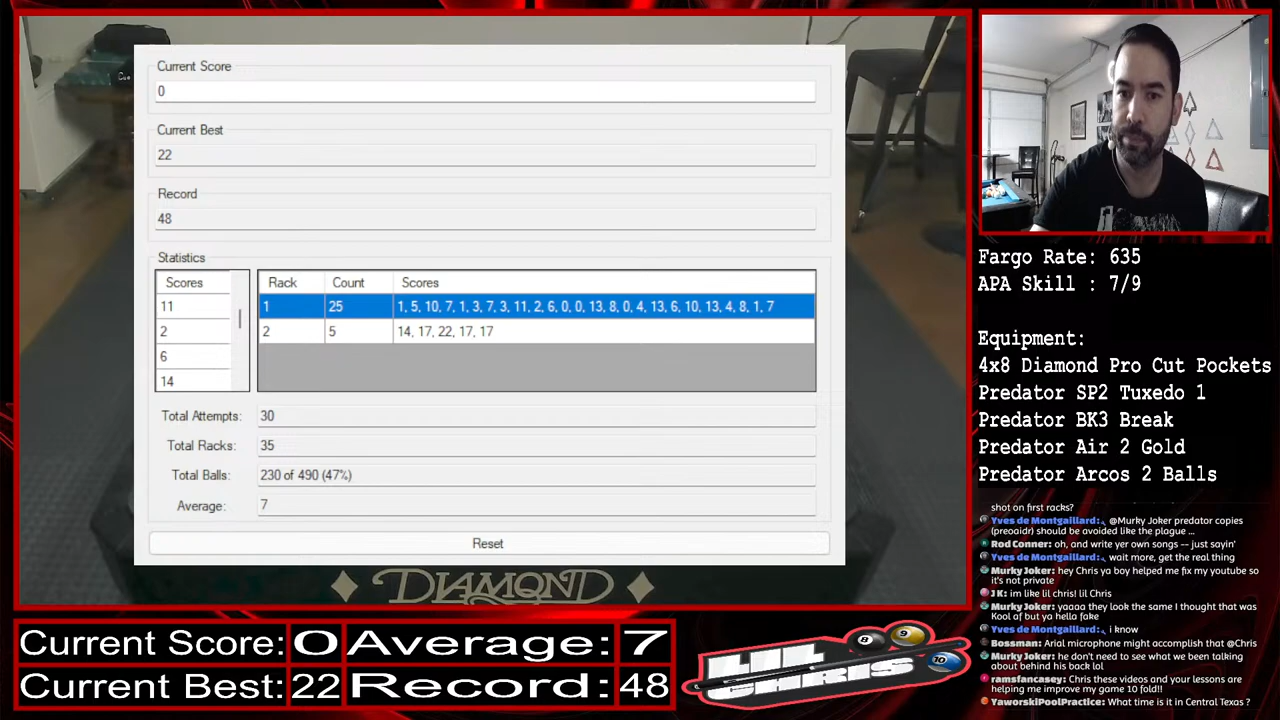 Current Score
0
Current Best
22
Record
48
Statistics
Scores
11
2
6
14
Rack Count Scores
1 25 1, 5, 10, 7, 1, 3, 7, 3, 11, 2, 6, 0, 0, 13, 8, 0, 4, 13, 6, 10, 13, 4, 8, 1, 7
2 5 14, 17, 22, 17, 17
Total Attempts: 30
Total Racks: 35
Total Balls: 230 of 490 (47%)
Average: 7
Reset
DIAMOND
Current Score: 0 Average: 7
Current Best: 22 Record: 48
LIL
CHRIS
8
9
10
Fargo Rate: 635
APA Skill : 7/9
Equipment:
4x8 Diamond Pro Cut Pockets
Predator SP2 Tuxedo 1
Predator BK3 Break
Predator Air 2 Gold
Predator Arcos 2 Balls
shot on first racks?
Yves de Montgaillard: @Murky Joker predator copies
(preoaidr) should be avoided like the plague ...
Rod Conner: oh, and write yer own songs -- just sayin'
Yves de Montgaillard: wait more, get the real thing
Murky Joker: hey Chris ya boy helped me fix my youtube so
it's not private
J K: im like lil chris! lil Chris
Murky Joker: yaaaa they look the same I thought that was
Kool af but ya hella fake
Yves de Montgaillard: i know
Bossman: Arial microphone might accomplish that @Chris
Murky Joker: he don't need to see what we been talking
about behind his back lol
ramsfancasey: Chris these videos and your lessons are
helping me improve my game 10 fold!!
YaworskiPoolPractice: What time is it in Central Texas ?